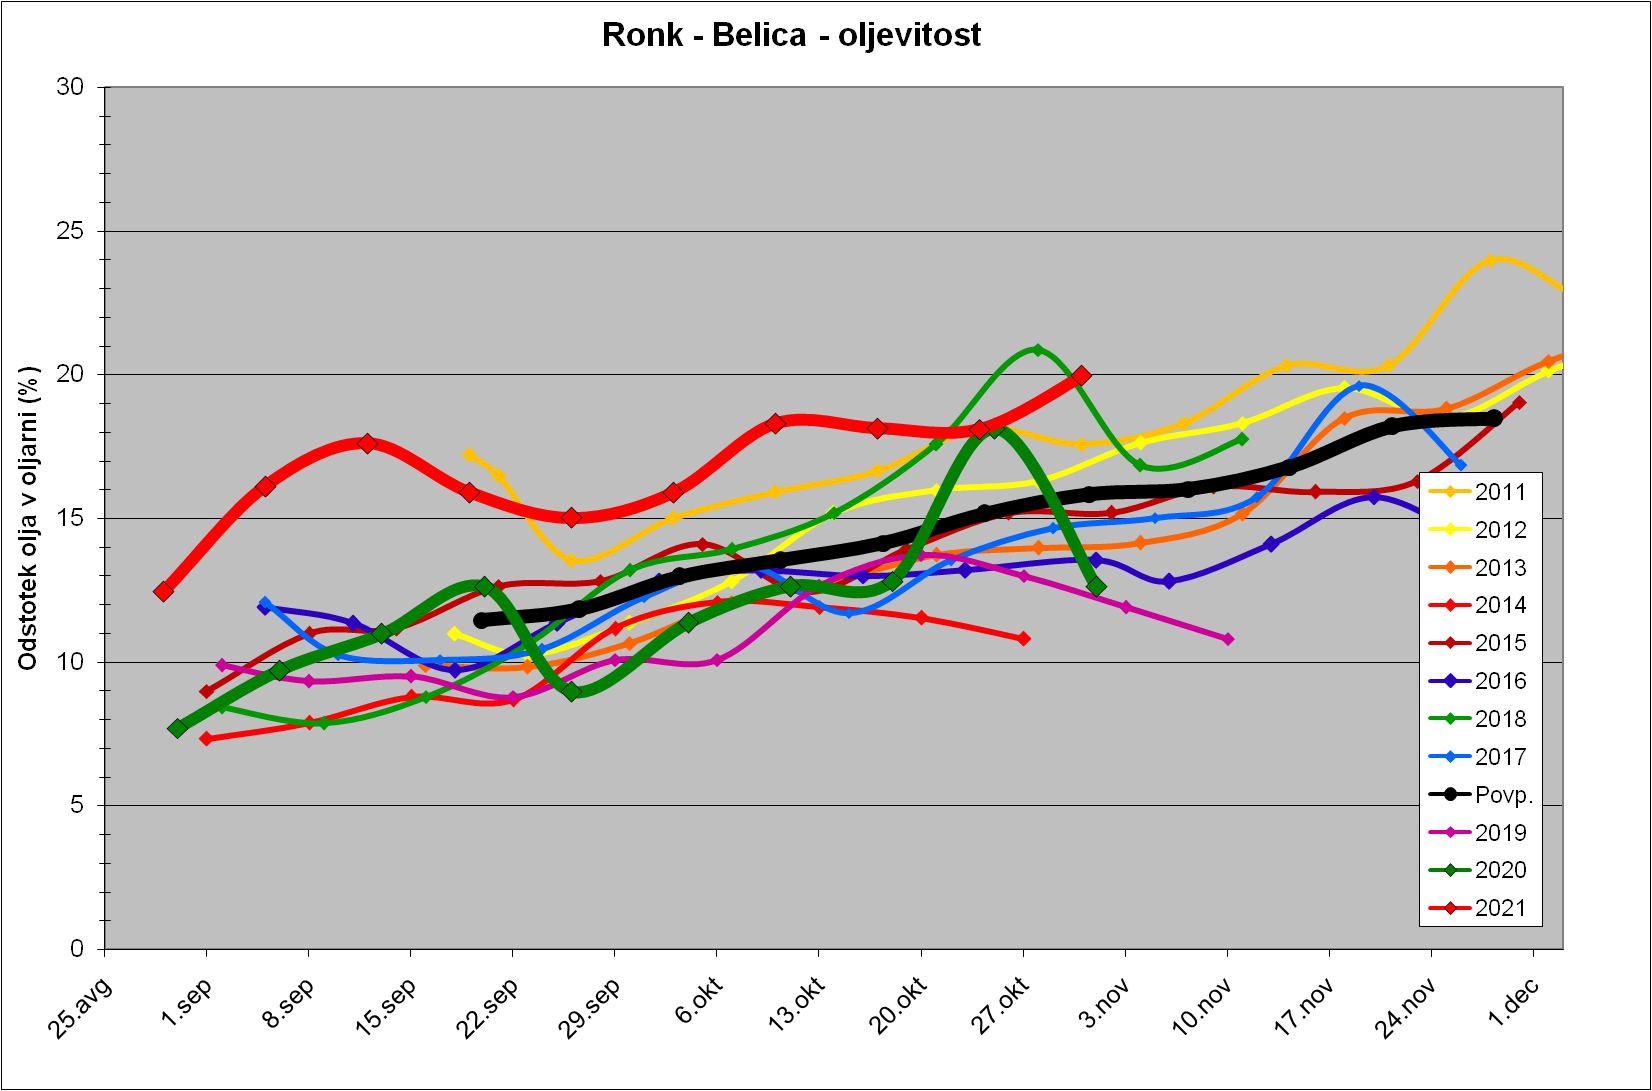 Ronk - Belica - oljevitost
Odstotek olja v oljarni (%)
30
25
20
15
10
5
0
25.avg
1.sep
8.sep
15.sep
22.sep
29.sep
6.okt
13.okt
20.okt
27.okt
3.nov
10.nov
17.nov
24.nov
1.dec
2011
2012
2013
2014
2015
2016
2018
2017
Povp.
2019
2020
2021